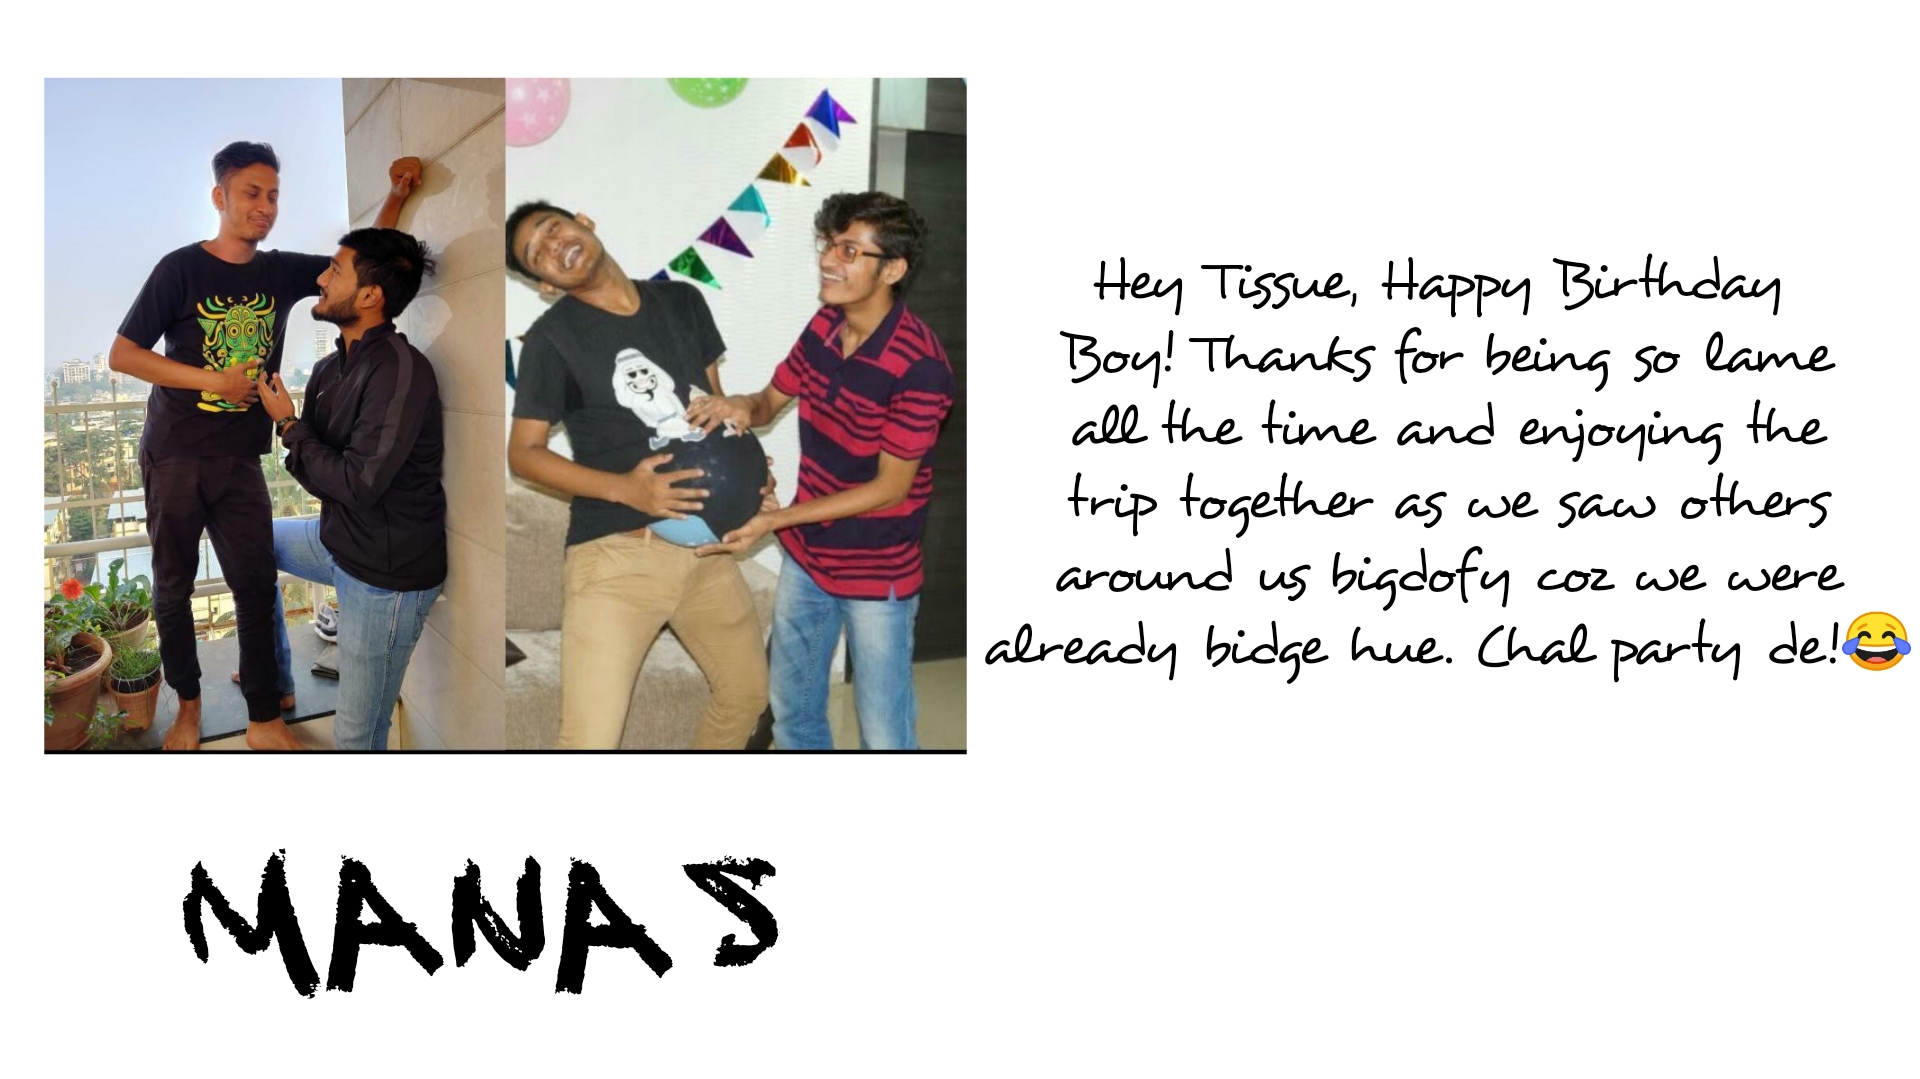 Hey Tissue, Happy Birthday
Boy! Thanks for being so lame
all the time and enjoying the
trip together as we saw others
around us bigdofy coz we were
already bidge hue. Chal party de!😂
MANAS